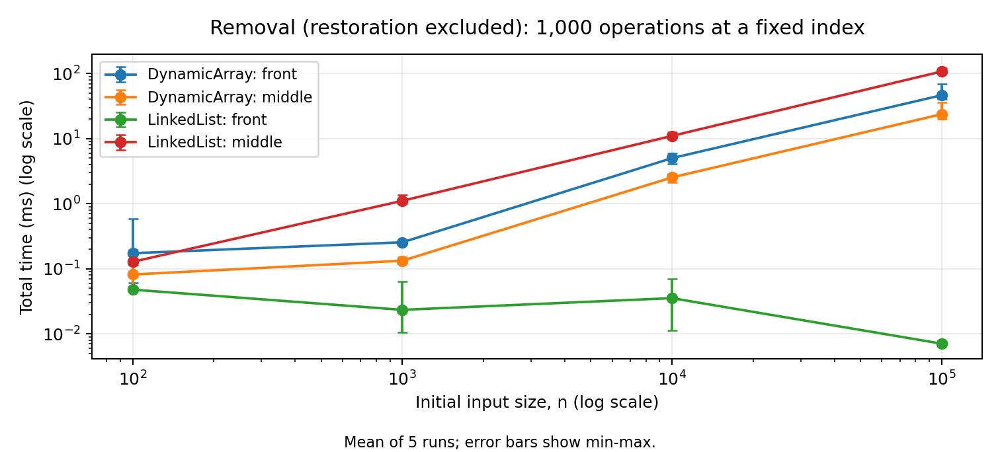 Removal (restoration excluded): 1,000 operations at a fixed index
Total time (ms) (log scale)
10²
10¹
10⁰
10⁻¹
10⁻²
DynamicArray: front
DynamicArray: middle
LinkedList: front
LinkedList: middle
10² 10³ 10⁴ 10⁵
Initial input size, n (log scale)
Mean of 5 runs; error bars show min-max.